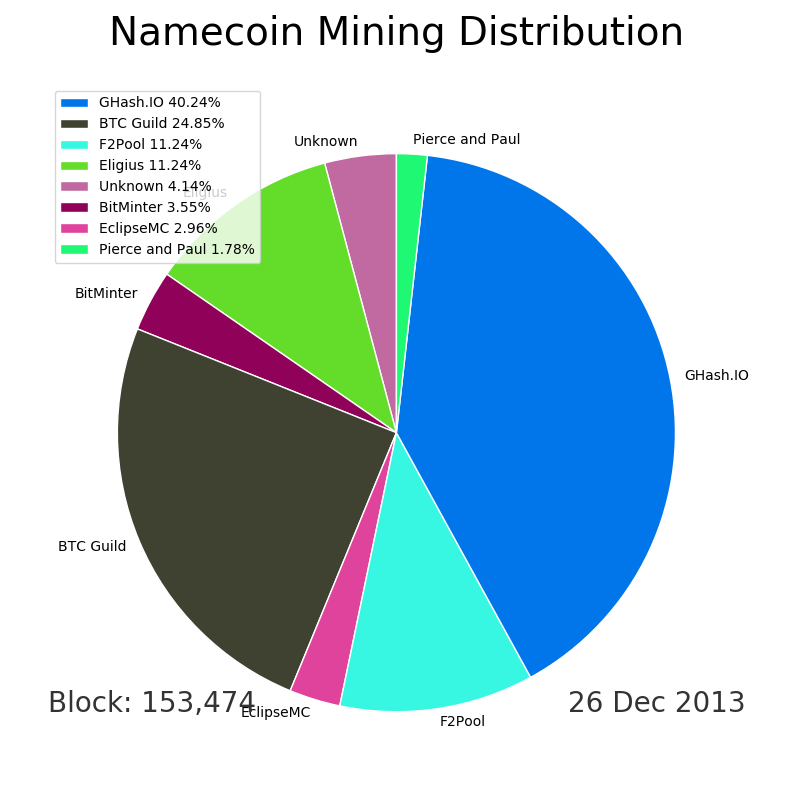 Namecoin Mining Distribution
GHash.IO 40.24%
BTC Guild 24.85%
F2Pool 11.24%
Eligius 11.24%
Unknown 4.14%
BitMinter 3.55%
EclipseMC 2.96%
Pierce and Paul 1.78%
Unknown
Pierce and Paul
Eligius
BitMinter
GHash.IO
BTC Guild
EclipseMC
F2Pool
Block: 153,474
26 Dec 2013